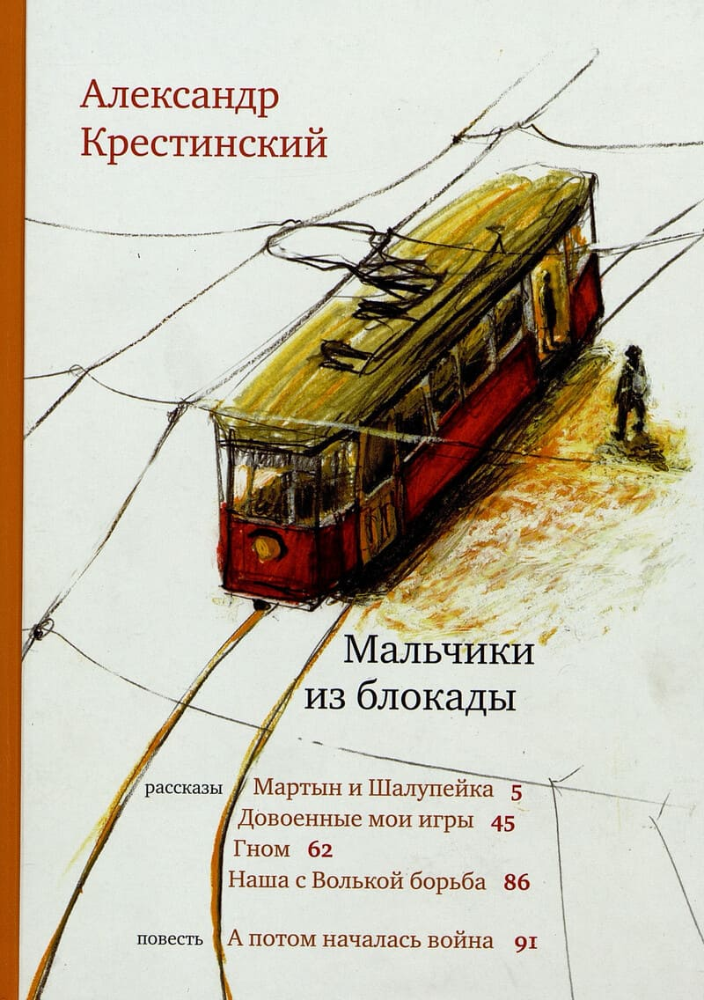 Александр
Крестинский
Мальчики
из блокады
рассказы Мартын и Шалупейка 5
Довоенные мои игры 45
Гном 62
Наша с Волькой борьба 86
повесть А потом началась война 91